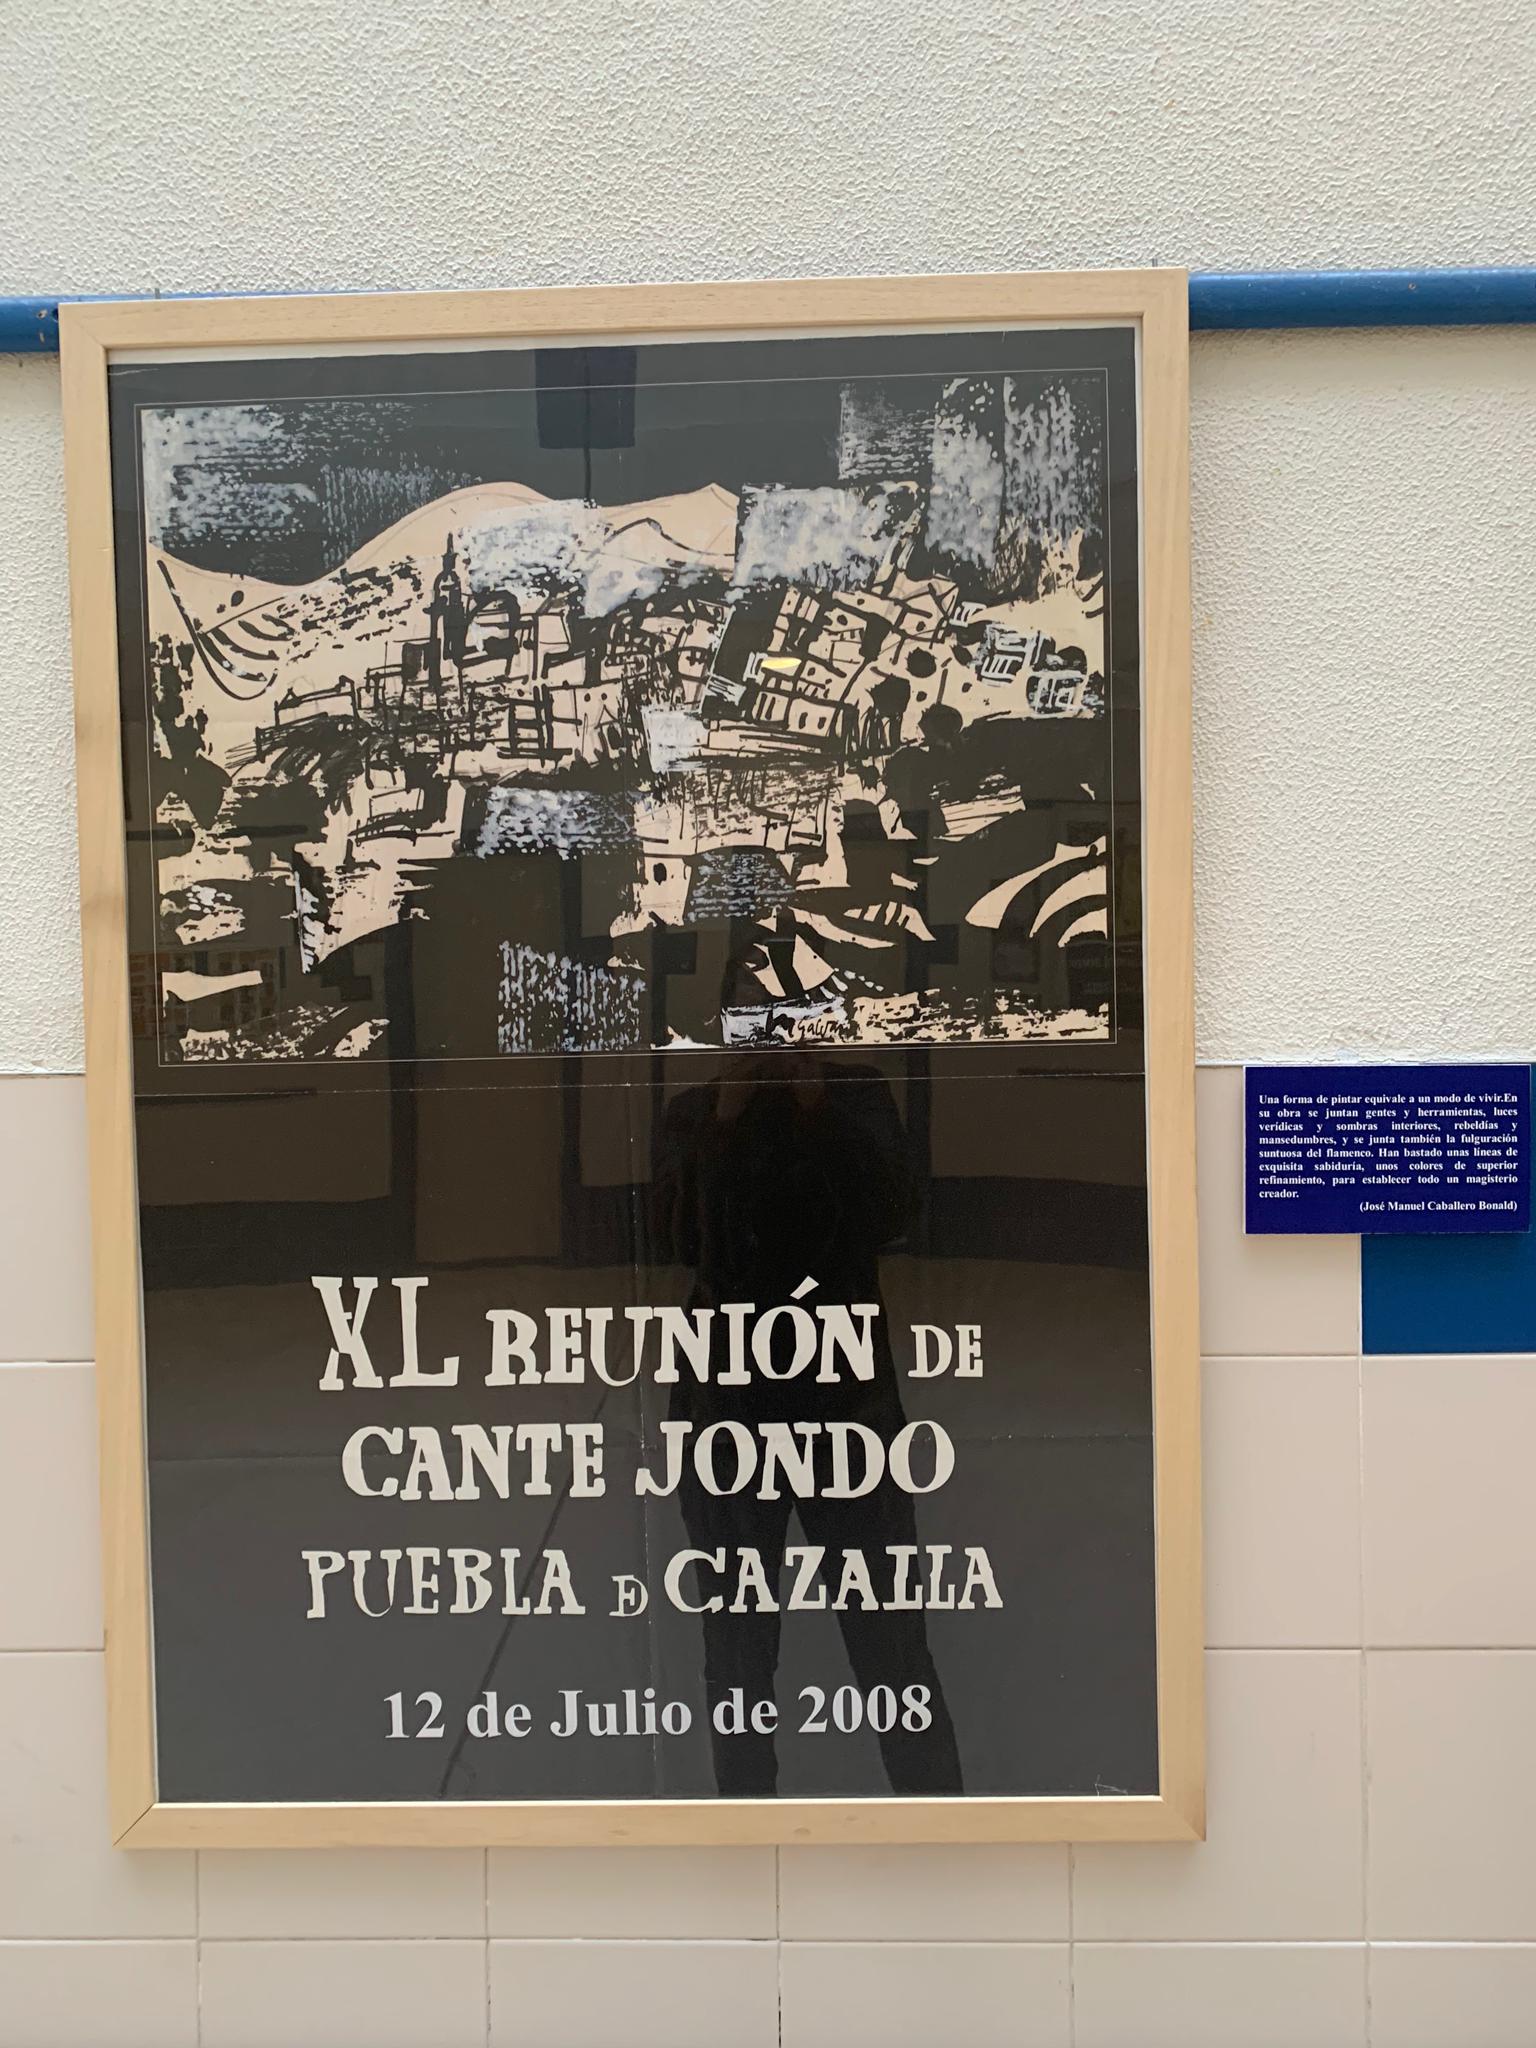 Galván
XL REUNIÓN DE
CANTE JONDO
PUEBLA DE CAZALLA
12 de Julio de 2008
Una forma de pintar equivale a un modo de vivir.En
su obra se juntan gentes y herramientas, luces
verídicas y sombras interiores, rebeldías y
mansedumbres, y se junta también la fulguración
suntuosa del flamenco. Han bastado unas líneas de
exquisita sabiduría, unos colores de superior
refinamiento, para establecer todo un magisterio
creador.
(José Manuel Caballero Bonald)